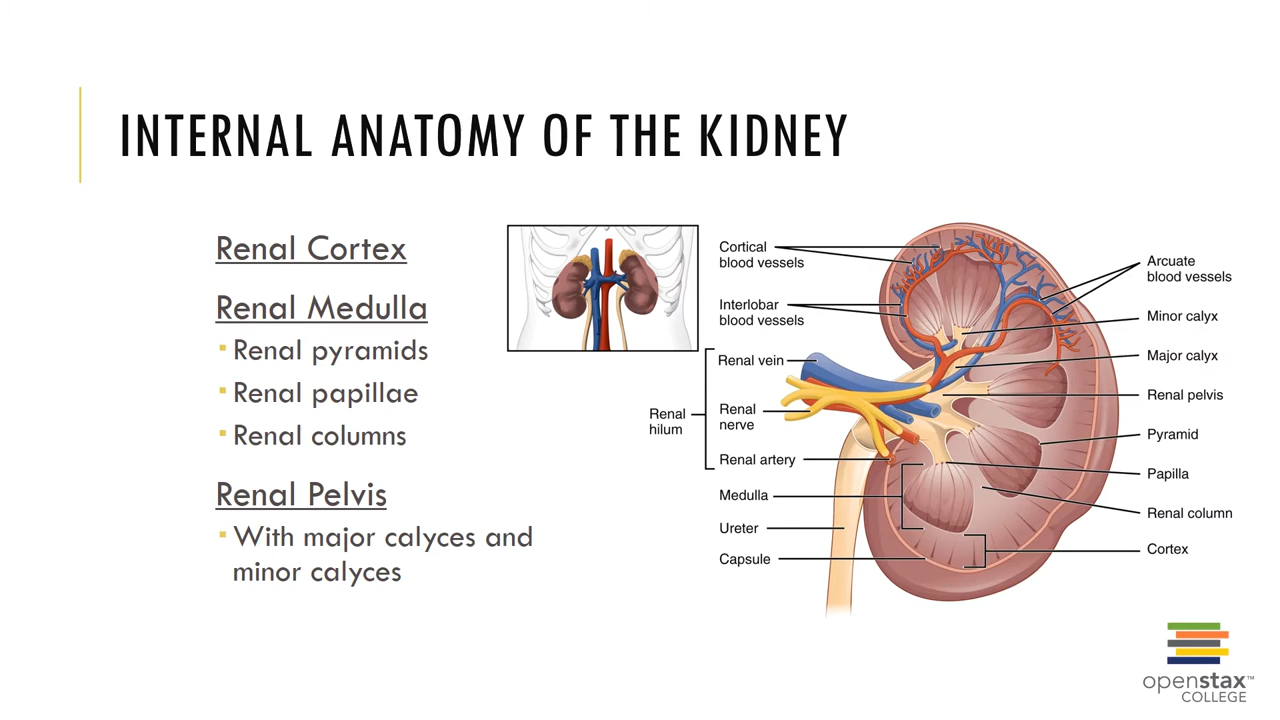 INTERNAL ANATOMY OF THE KIDNEY
Renal Cortex
Renal Medulla
Renal pyramids
Renal papillae
Renal columns
Renal Pelvis
With major calyces and
minor calyces
Cortical
blood vessels
Interlobar
blood vessels
Renal vein
Renal
hilum
Renal
nerve
Renal artery
Medulla
Ureter
Capsule
Arcuate
blood vessels
Minor calyx
Major calyx
Renal pelvis
Pyramid
Papilla
Renal column
Cortex
openstax™
COLLEGE